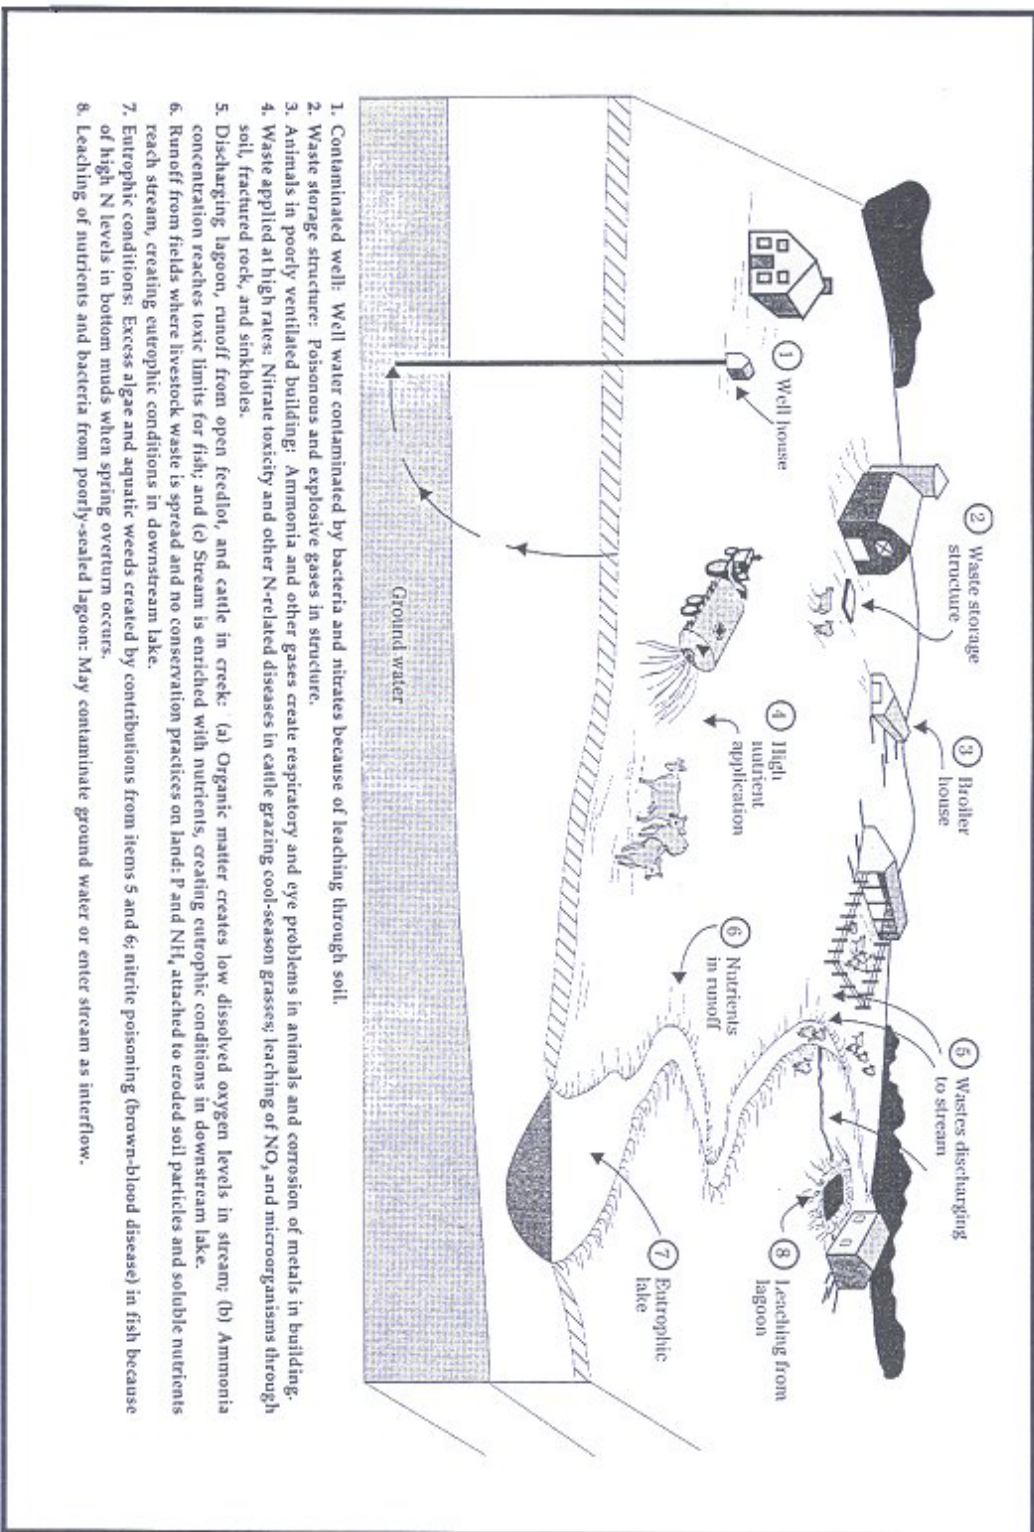 ① Well house
② Waste storage
structure
③ Broiler
house
④ High
nutrient
application
⑤ Wastes discharging
to stream
⑥ Nutrients
in runoff
⑦ Eutrophic
lake
⑧ Leaching from
lagoon
Ground water
1. Contaminated well: Well water contaminated by bacteria and nitrates because of leaching through soil.
2. Waste storage structure: Poisonous and explosive gases in structure.
3. Animals in poorly ventilated building: Ammonia and other gases create respiratory and eye problems in animals and corrosion of metals in building.
4. Waste applied at high rates: Nitrate toxicity and other N-related diseases in cattle grazing cool-season grasses; leaching of NO₃ and microorganisms through
soil, fractured rock, and sinkholes.
5. Discharging lagoon, runoff from open feedlot, and cattle in creek: (a) Organic matter creates low dissolved oxygen levels in stream; (b) Ammonia
concentration reaches toxic limits for fish; and (c) Stream is enriched with nutrients, creating eutrophic conditions in downstream lake.
6. Runoff from fields where livestock waste is spread and no conservation practices on land: P and NH₄ attached to eroded soil particles and soluble nutrients
reach stream, creating eutrophic conditions in downstream lake.
7. Eutrophic conditions: Excess algae and aquatic weeds created by contributions from items 5 and 6; nitrite poisoning (brown-blood disease) in fish because
of high N levels in bottom muds when spring overturn occurs.
8. Leaching of nutrients and bacteria from poorly-sealed lagoon: May contaminate ground water or enter stream as interflow.